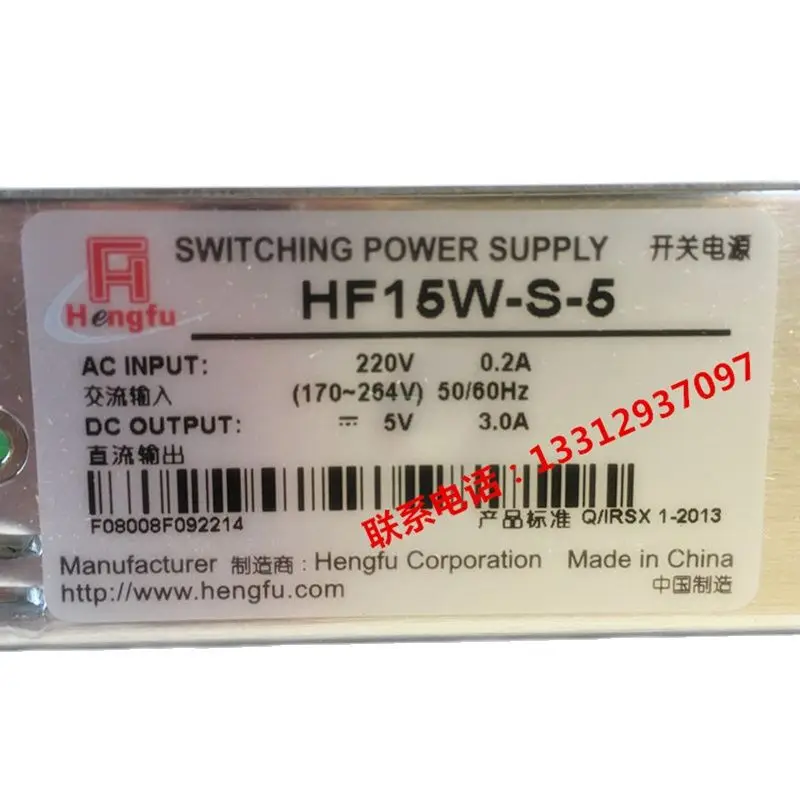 Hengfu
SWITCHING POWER SUPPLY 开关电源
HF15W-S-5
AC INPUT: 220V 0.2A
交流输入 (170~264V) 50/60Hz
DC OUTPUT: ⎓ 5V 3.0A
直流输出
联系电话：13312937097
F08008F092214 产品标准 Q/IRSX 1-2013
Manufacturer 制造商: Hengfu Corporation Made in China
http://www.hengfu.com 中国制造